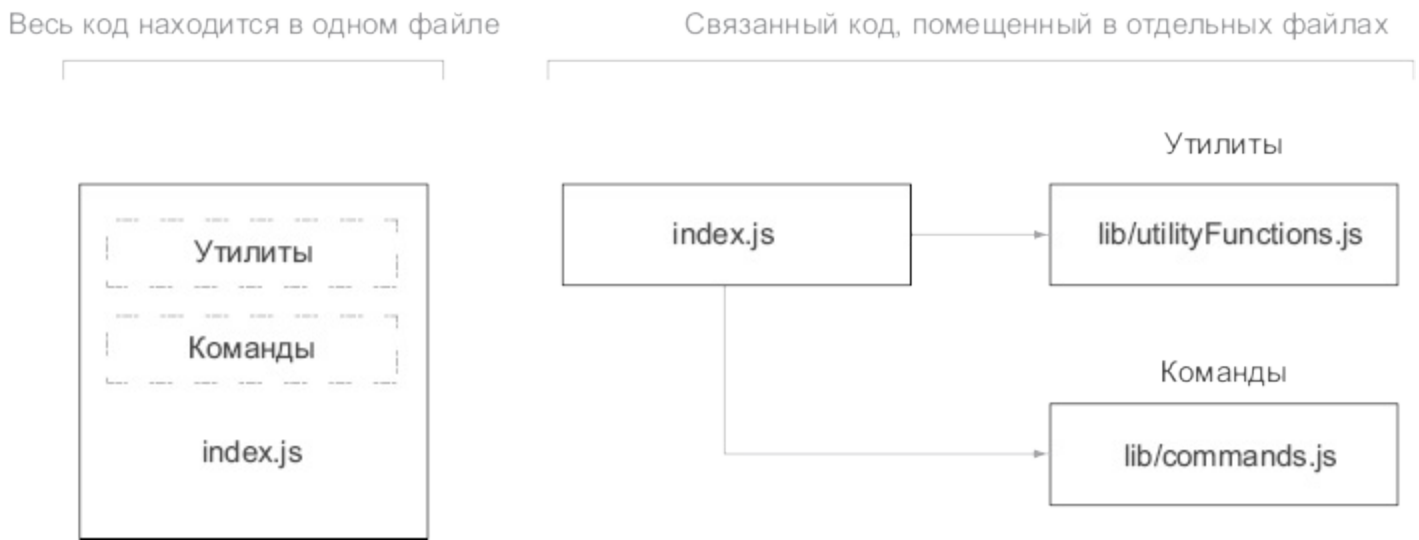 Весь код находится в одном файле
Связанный код, помещенный в отдельных файлах
Утилиты
Команды
index.js
index.js
Утилиты
lib/utilityFunctions.js
Команды
lib/commands.js